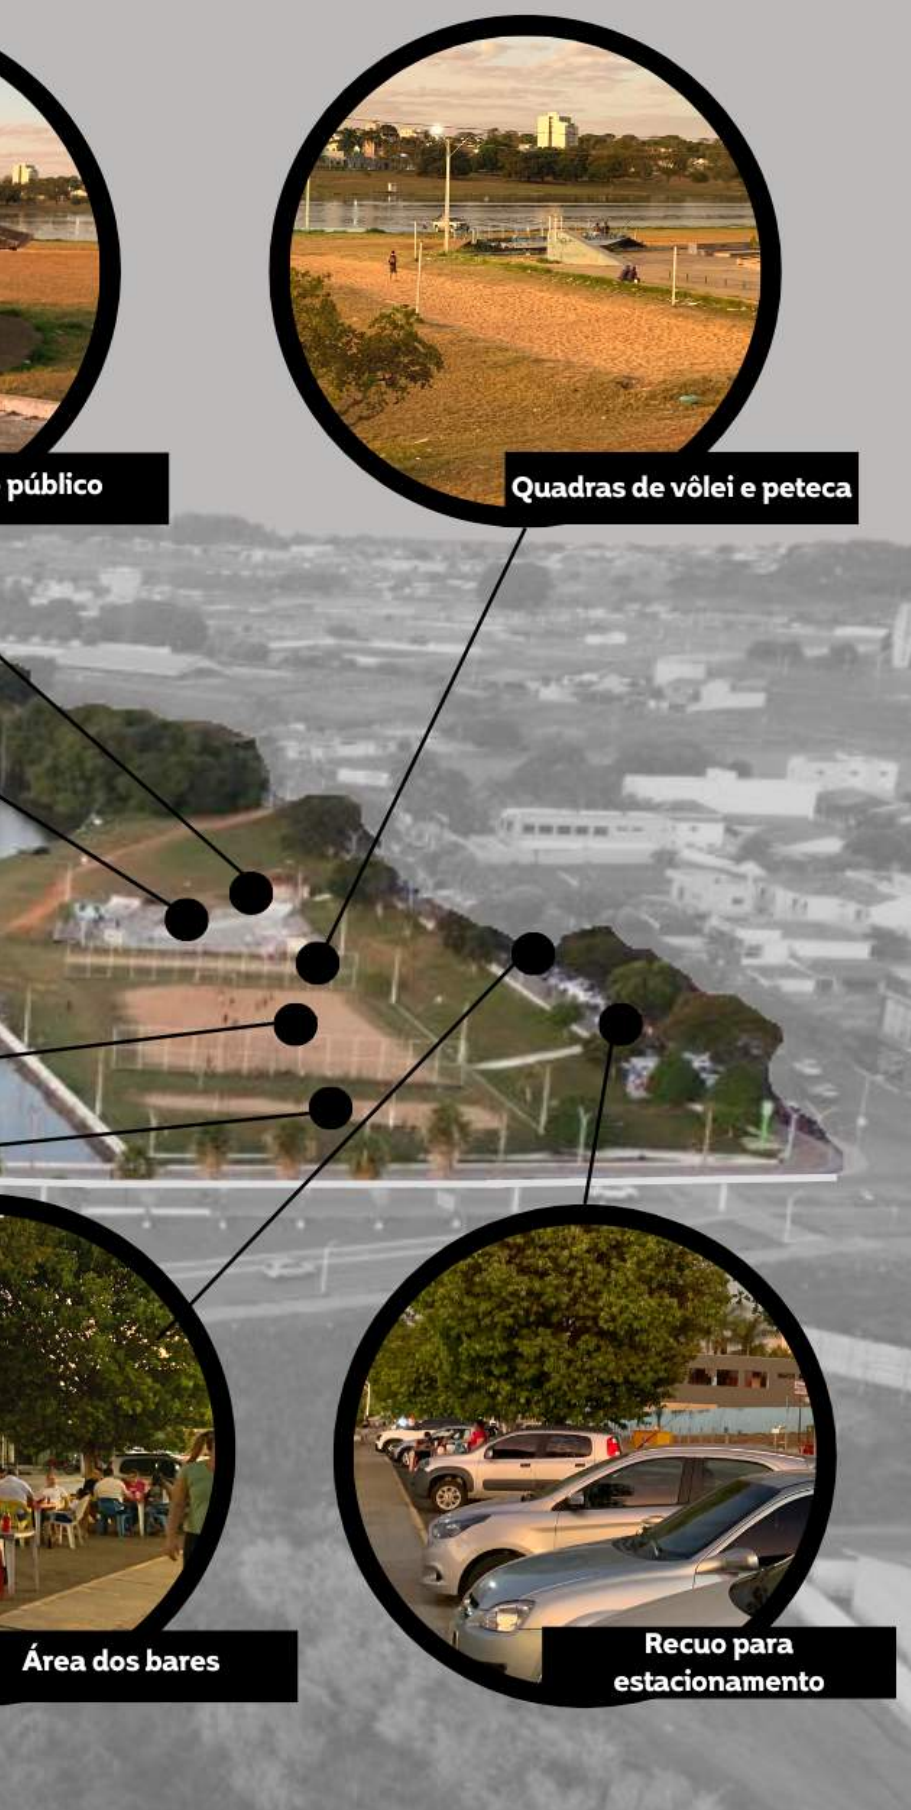 público
Quadras de vôlei e peteca
Área dos bares
Recuo para
estacionamento